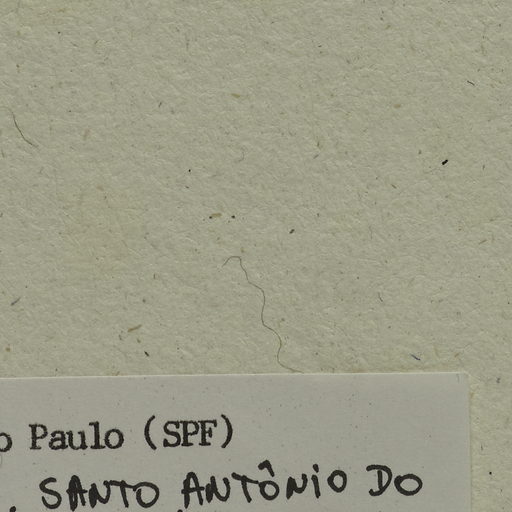 o Paulo (SPF)
. SANTO ANTÔNIO DO